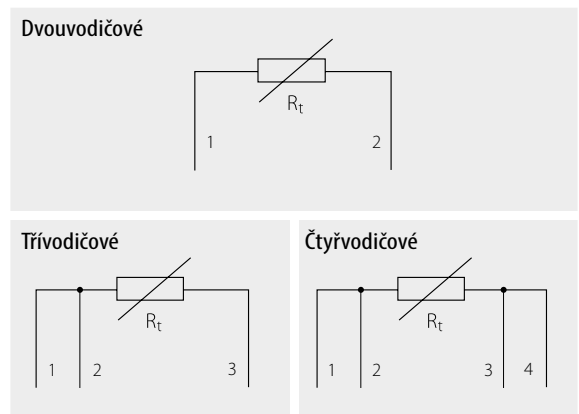 Dvouvodičové
Rt
1 2
Třívodičové
Rt
1 2 3
Čtyřvodičové
Rt
1 2 3 4